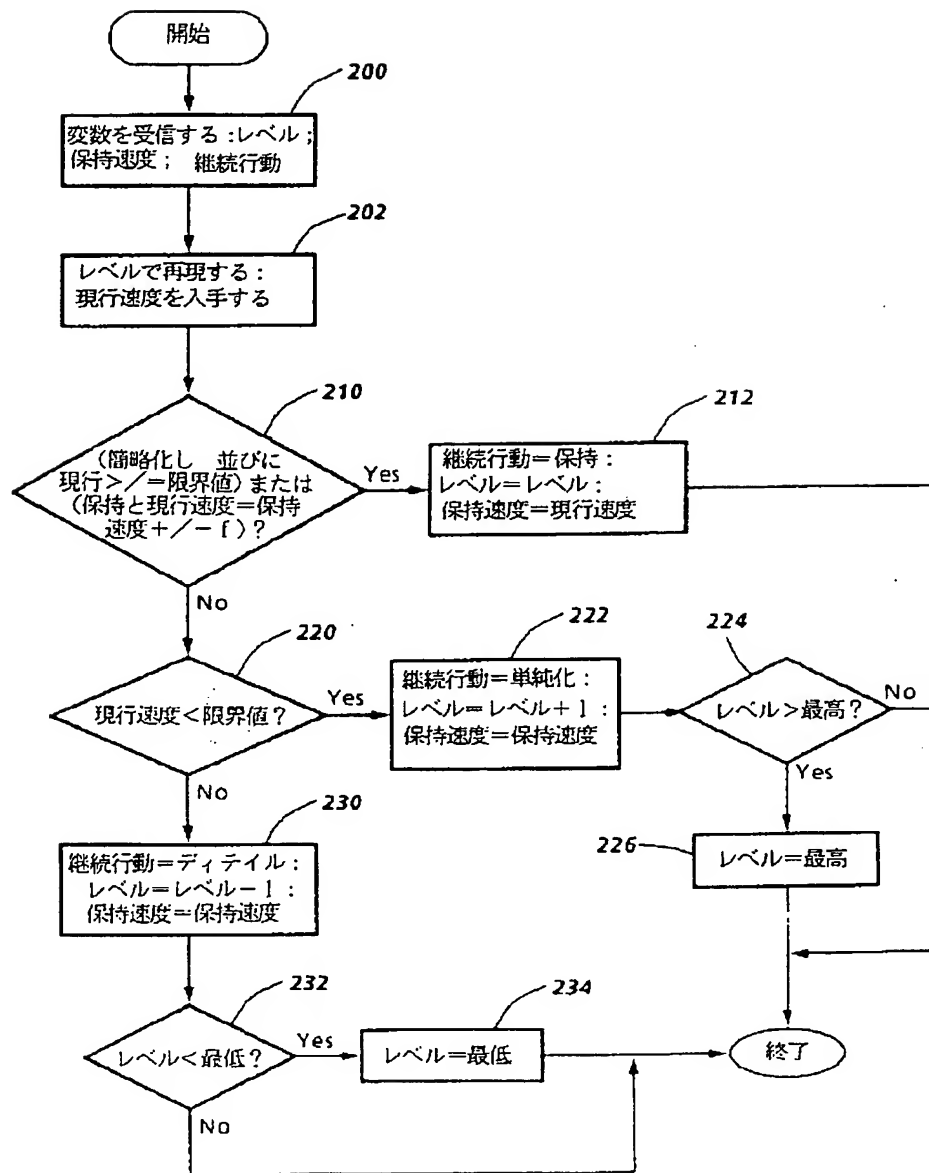 開始
200
変数を受信する:レベル;
保持速度; 継続行動
202
レベルで再現する:
現行速度を入手する
210
(簡略化し 並びに
現行>/=限界値)または
(保持と現行速度=保持
速度+/-f)?
Yes
212
継続行動=保持:
レベル=レベル:
保持速度=現行速度
No
220
現行速度<限界値?
Yes
222
継続行動=単純化:
レベル=レベル+1:
保持速度=保持速度
224
レベル>最高?
No
Yes
226
レベル=最高
No
230
継続行動=ディテイル:
レベル=レベル-1:
保持速度=保持速度
232
レベル<最低?
Yes
234
レベル=最低
終了
No